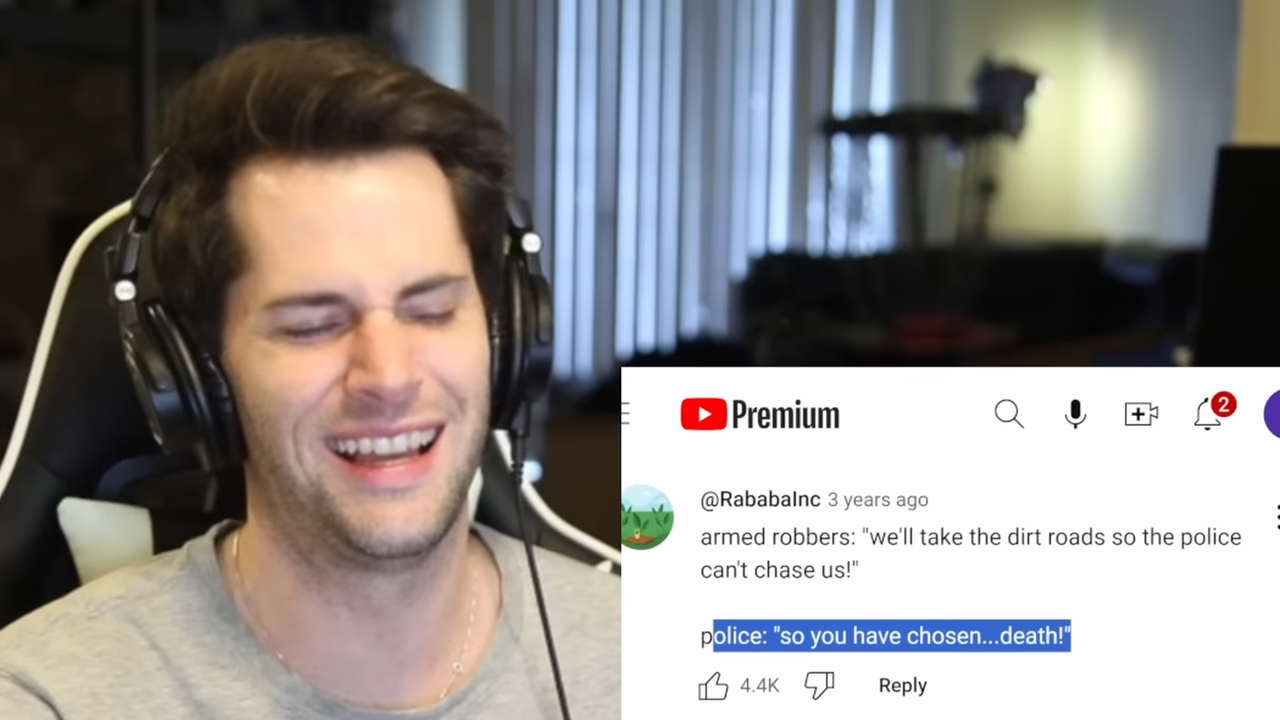 Premium
2
@RababaInc 3 years ago
armed robbers: "we'll take the dirt roads so the police
can't chase us!"
police: "so you have chosen...death!"
4.4K Reply